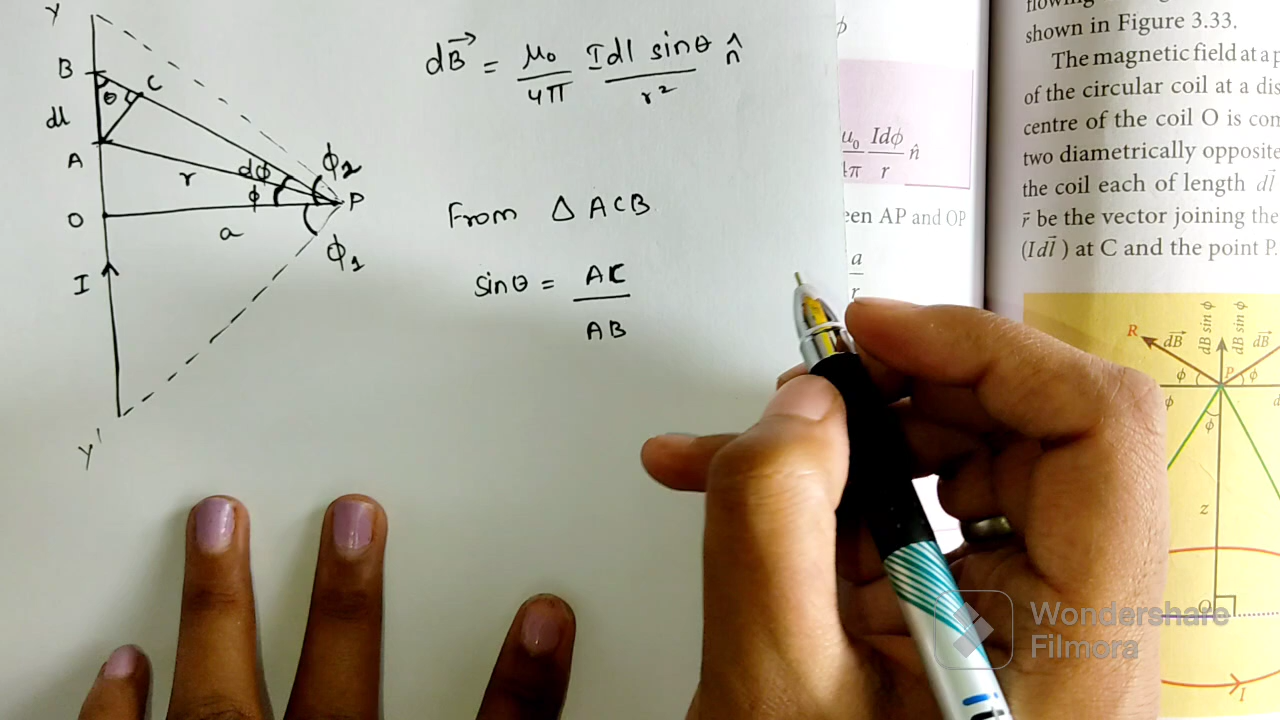 Y
B
C
θ
dl
A
r
dφ
φ
φ2
P
O
a
φ1
I
Y'
dB⃗ = μ0/4π Idl sinθ/r² n̂
From Δ ACB
sinθ = AC/AB
φ
μ0/4π Idφ/r n̂
een AP and OP
a/r
shown in Figure 3.33.
The magnetic field at a p
of the circular coil at a dis
centre of the coil O is con
two diametrically opposite
the coil each of length dl⃗
r⃗ be the vector joining the
(Idl⃗ ) at C and the point P.
R
dB⃗
dB sin φ
dB sin φ
dB⃗
φ
P
φ
φ
φ
z
O
I
Wondershare
Filmora